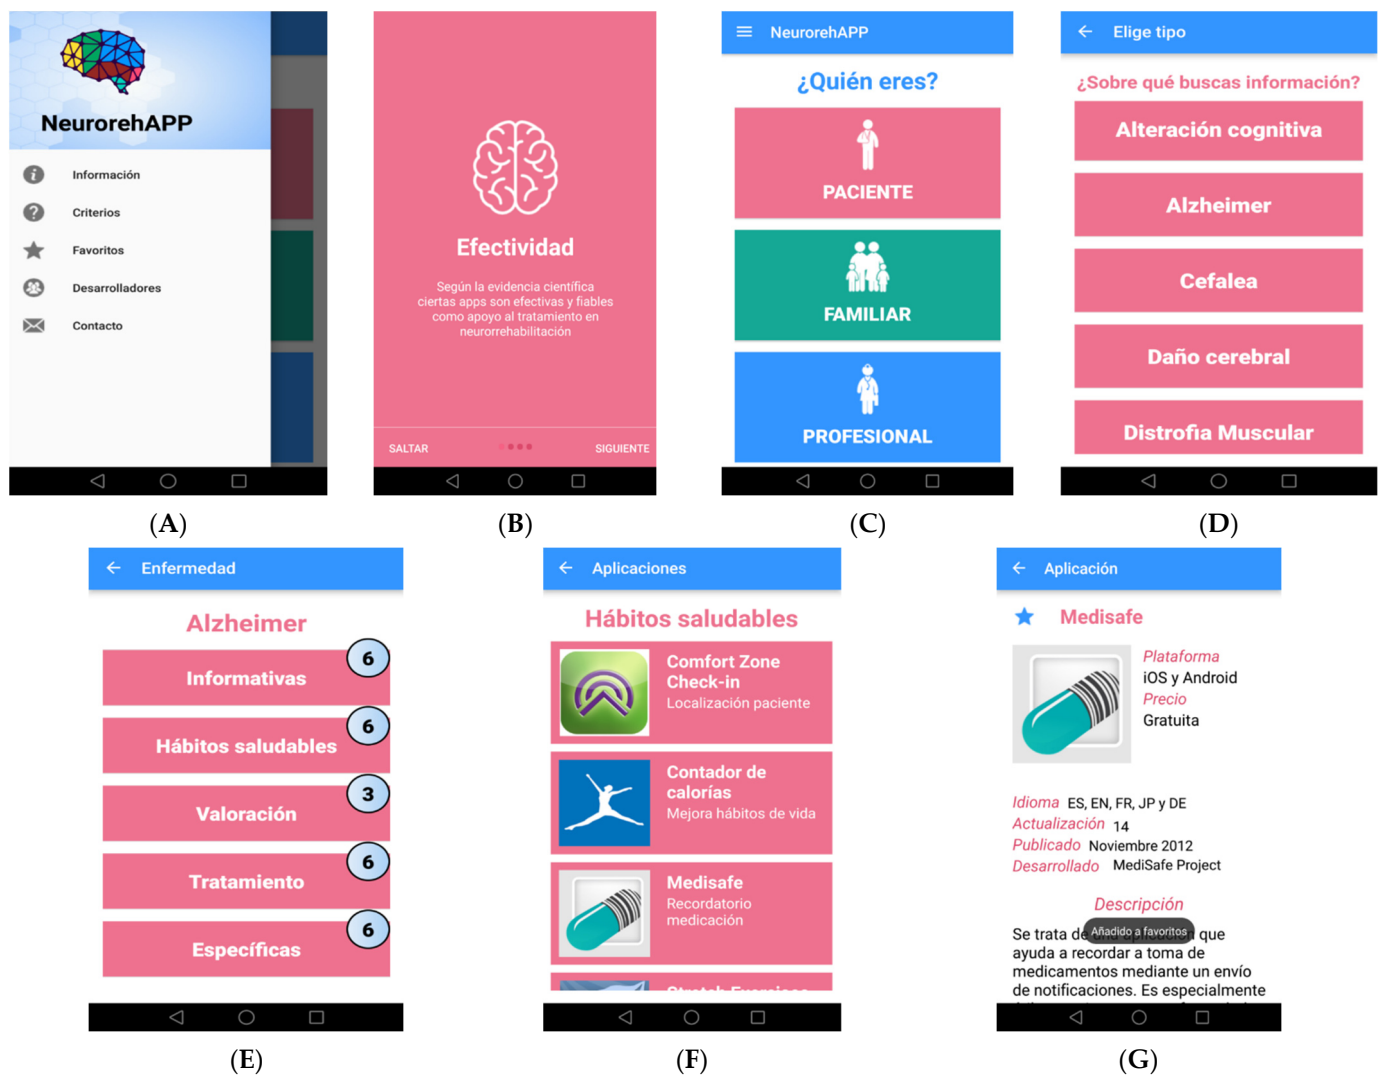 NeurorehAPP
Información
Criterios
Favoritos
Desarrolladores
Contacto
(A)
Efectividad
Según la evidencia científica
ciertas apps son efectivas y fiables
como apoyo al tratamiento en
neurorrehabilitación
SALTAR
SIGUIENTE
(B)
NeurorehAPP
¿Quién eres?
PACIENTE
FAMILIAR
PROFESIONAL
(C)
Elige tipo
¿Sobre qué buscas información?
Alteración cognitiva
Alzheimer
Cefalea
Daño cerebral
Distrofia Muscular
(D)
Enfermedad
Alzheimer
6
Informativas
6
Hábitos saludables
3
Valoración
6
Tratamiento
6
Específicas
(E)
Aplicaciones
Hábitos saludables
Comfort Zone
Check-in
Localización paciente
Contador de
calorías
Mejora hábitos de vida
Medisafe
Recordatorio
medicación
Stretch Exercises
(F)
Aplicación
Medisafe
Plataforma
iOS y Android
Precio
Gratuita
Idioma ES, EN, FR, JP y DE
Actualización 14
Publicado Noviembre 2012
Desarrollado MediSafe Project
Descripción
Añadido a favoritos
Se trata de una aplicación que
ayuda a recordar a toma de
medicamentos mediante un envío
de notificaciones. Es especialmente
(G)